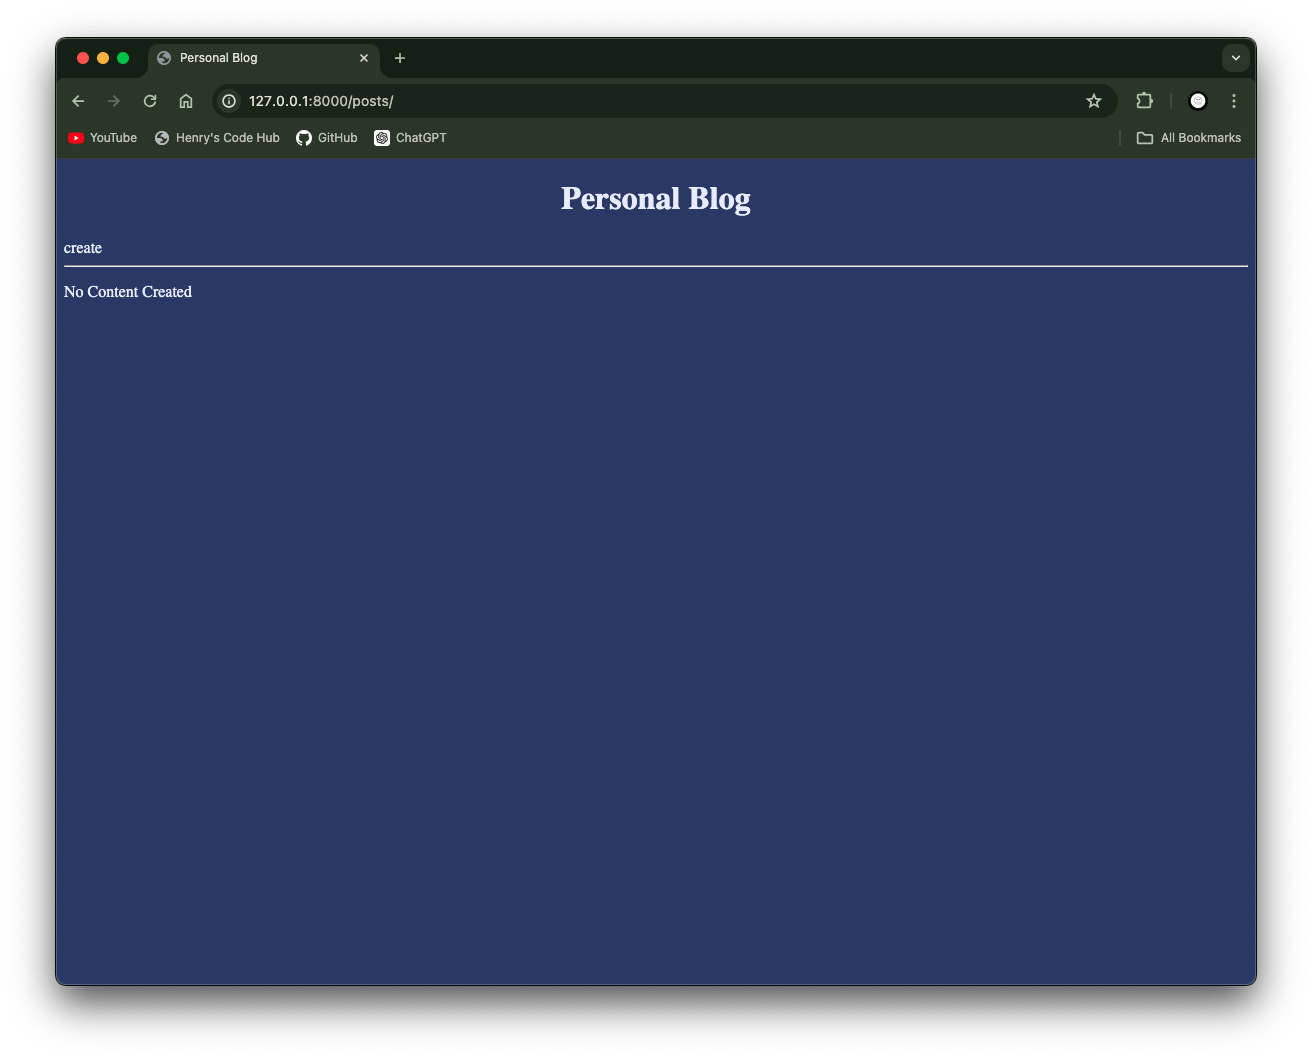 Personal Blog
127.0.0.1:8000/posts/
YouTube Henry's Code Hub GitHub ChatGPT All Bookmarks
Personal Blog
create
No Content Created